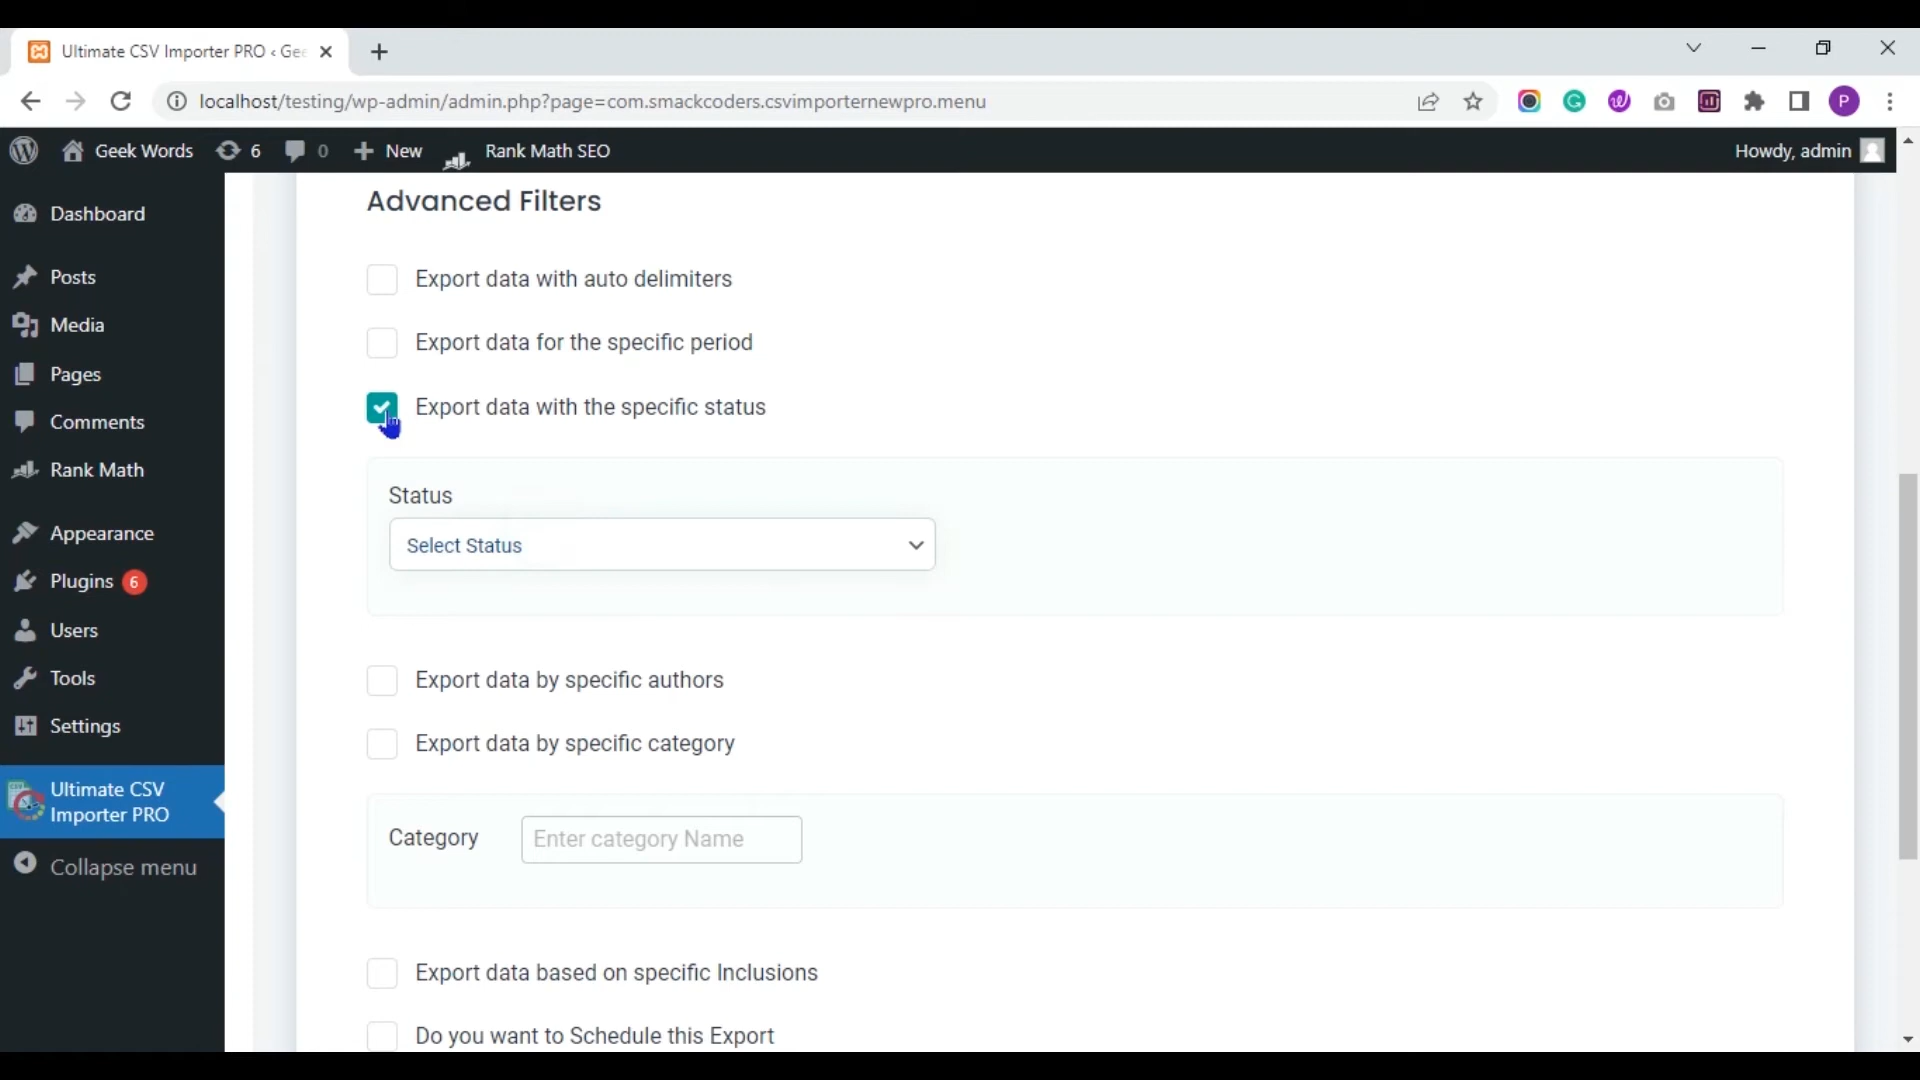 Ultimate CSV Importer PRO ‹ Gee
localhost/testing/wp-admin/admin.php?page=com.smackcoders.csvimporternewpro.menu
P
Geek Words
6
0
New
Rank Math SEO
Howdy, admin
Dashboard
Posts
Media
Pages
Comments
Rank Math
Appearance
Plugins 6
Users
Tools
Settings
Ultimate CSV
Importer PRO
Collapse menu
Advanced Filters
Export data with auto delimiters
Export data for the specific period
Export data with the specific status
Status
Select Status
Export data by specific authors
Export data by specific category
Category
Enter category Name
Export data based on specific Inclusions
Do you want to Schedule this Export